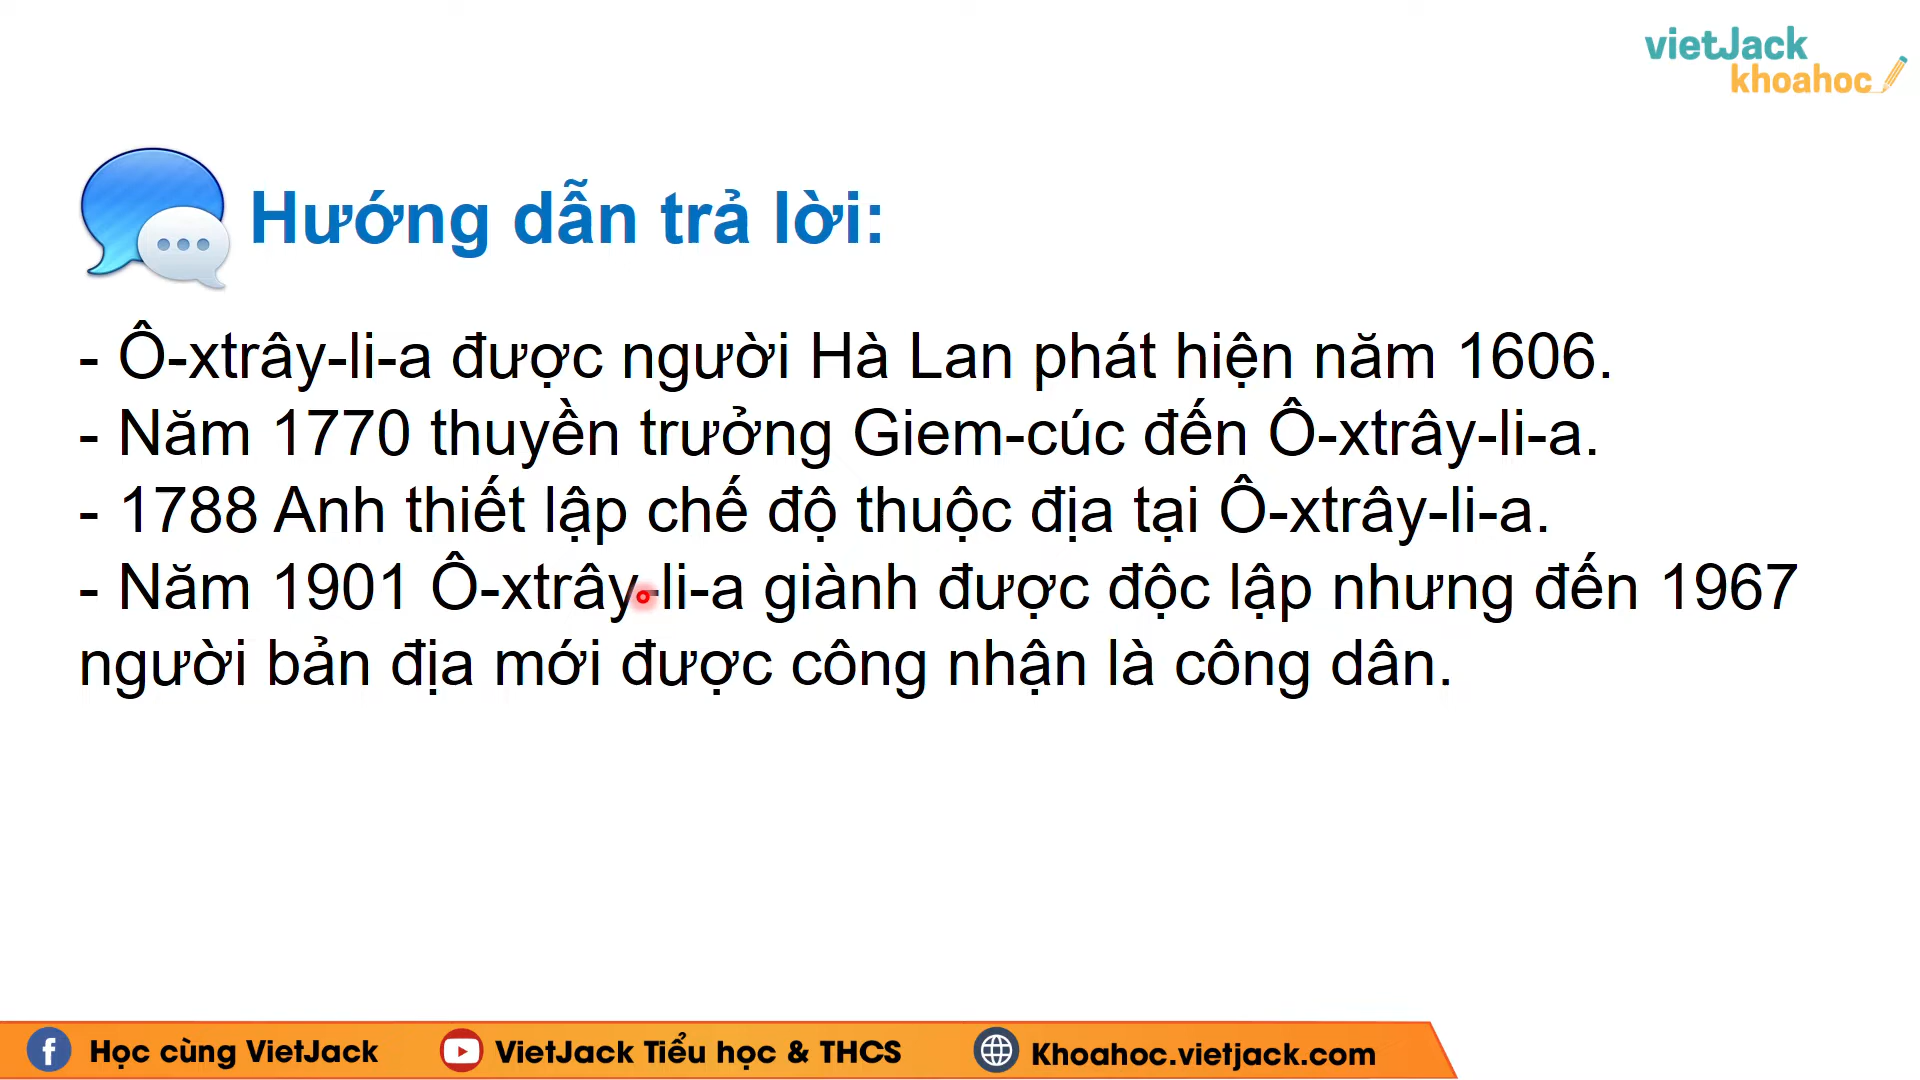 vietJack
khoahoc
Hướng dẫn trả lời:
- Ô-xtrây-li-a được người Hà Lan phát hiện năm 1606.
- Năm 1770 thuyền trưởng Giem-cúc đến Ô-xtrây-li-a.
- 1788 Anh thiết lập chế độ thuộc địa tại Ô-xtrây-li-a.
- Năm 1901 Ô-xtrây-li-a giành được độc lập nhưng đến 1967
người bản địa mới được công nhận là công dân.
Học cùng VietJack
VietJack Tiểu học & THCS
Khoahoc.vietjack.com